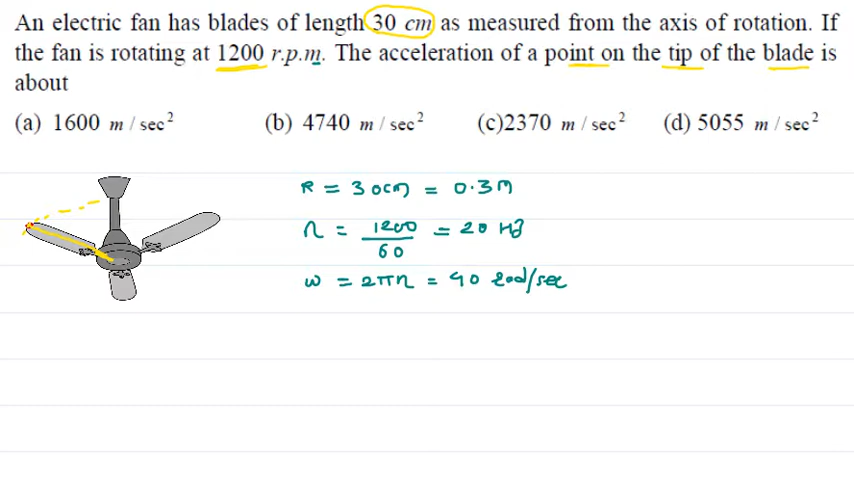 An electric fan has blades of length 30 cm as measured from the axis of rotation. If
the fan is rotating at 1200 r.p.m. The acceleration of a point on the tip of the blade is
about
(a) 1600 m / sec² (b) 4740 m / sec² (c)2370 m / sec² (d) 5055 m / sec²
R = 30cm = 0.3m
n = 1200/60 = 20 Hz
ω = 2πn = 40 rad/sec